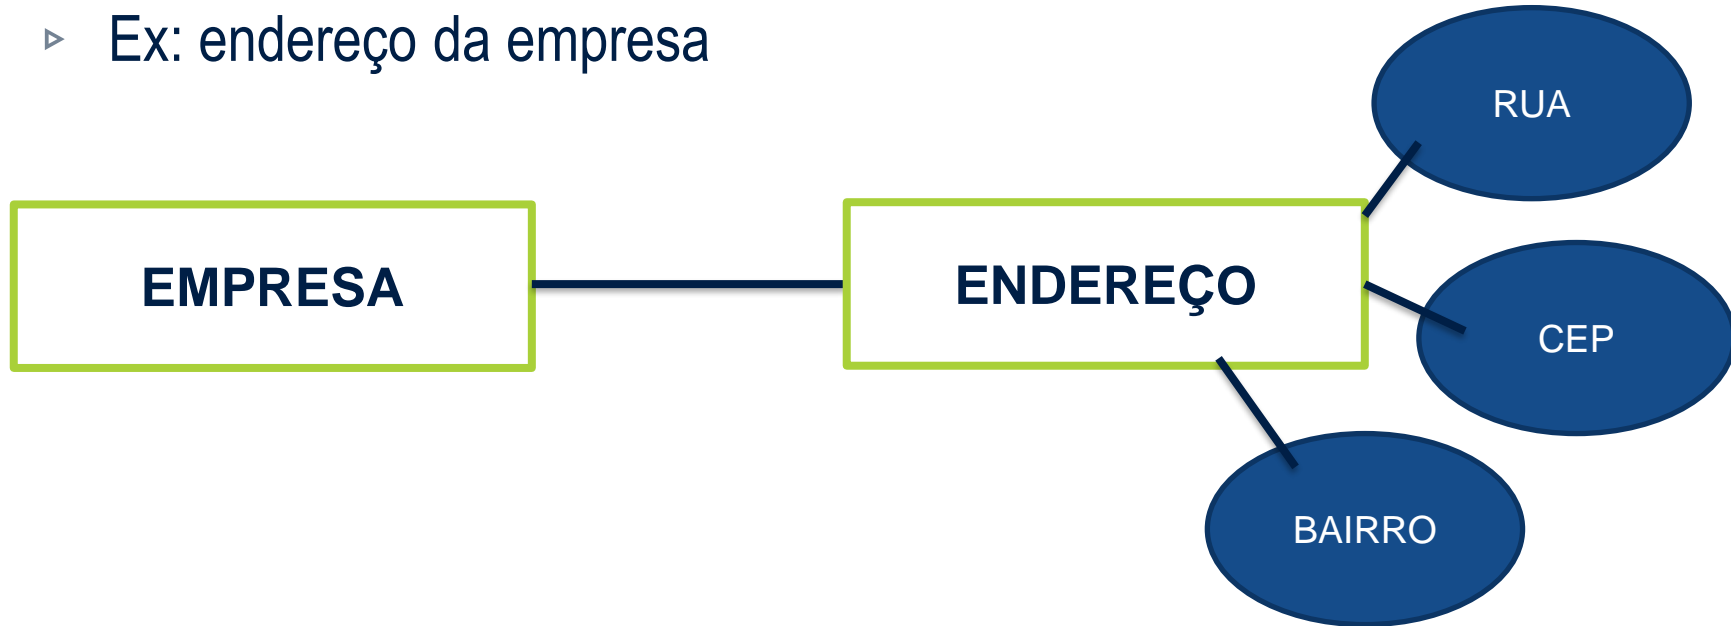 Ex: endereço da empresa
RUA
EMPRESA
ENDEREÇO
CEP
BAIRRO